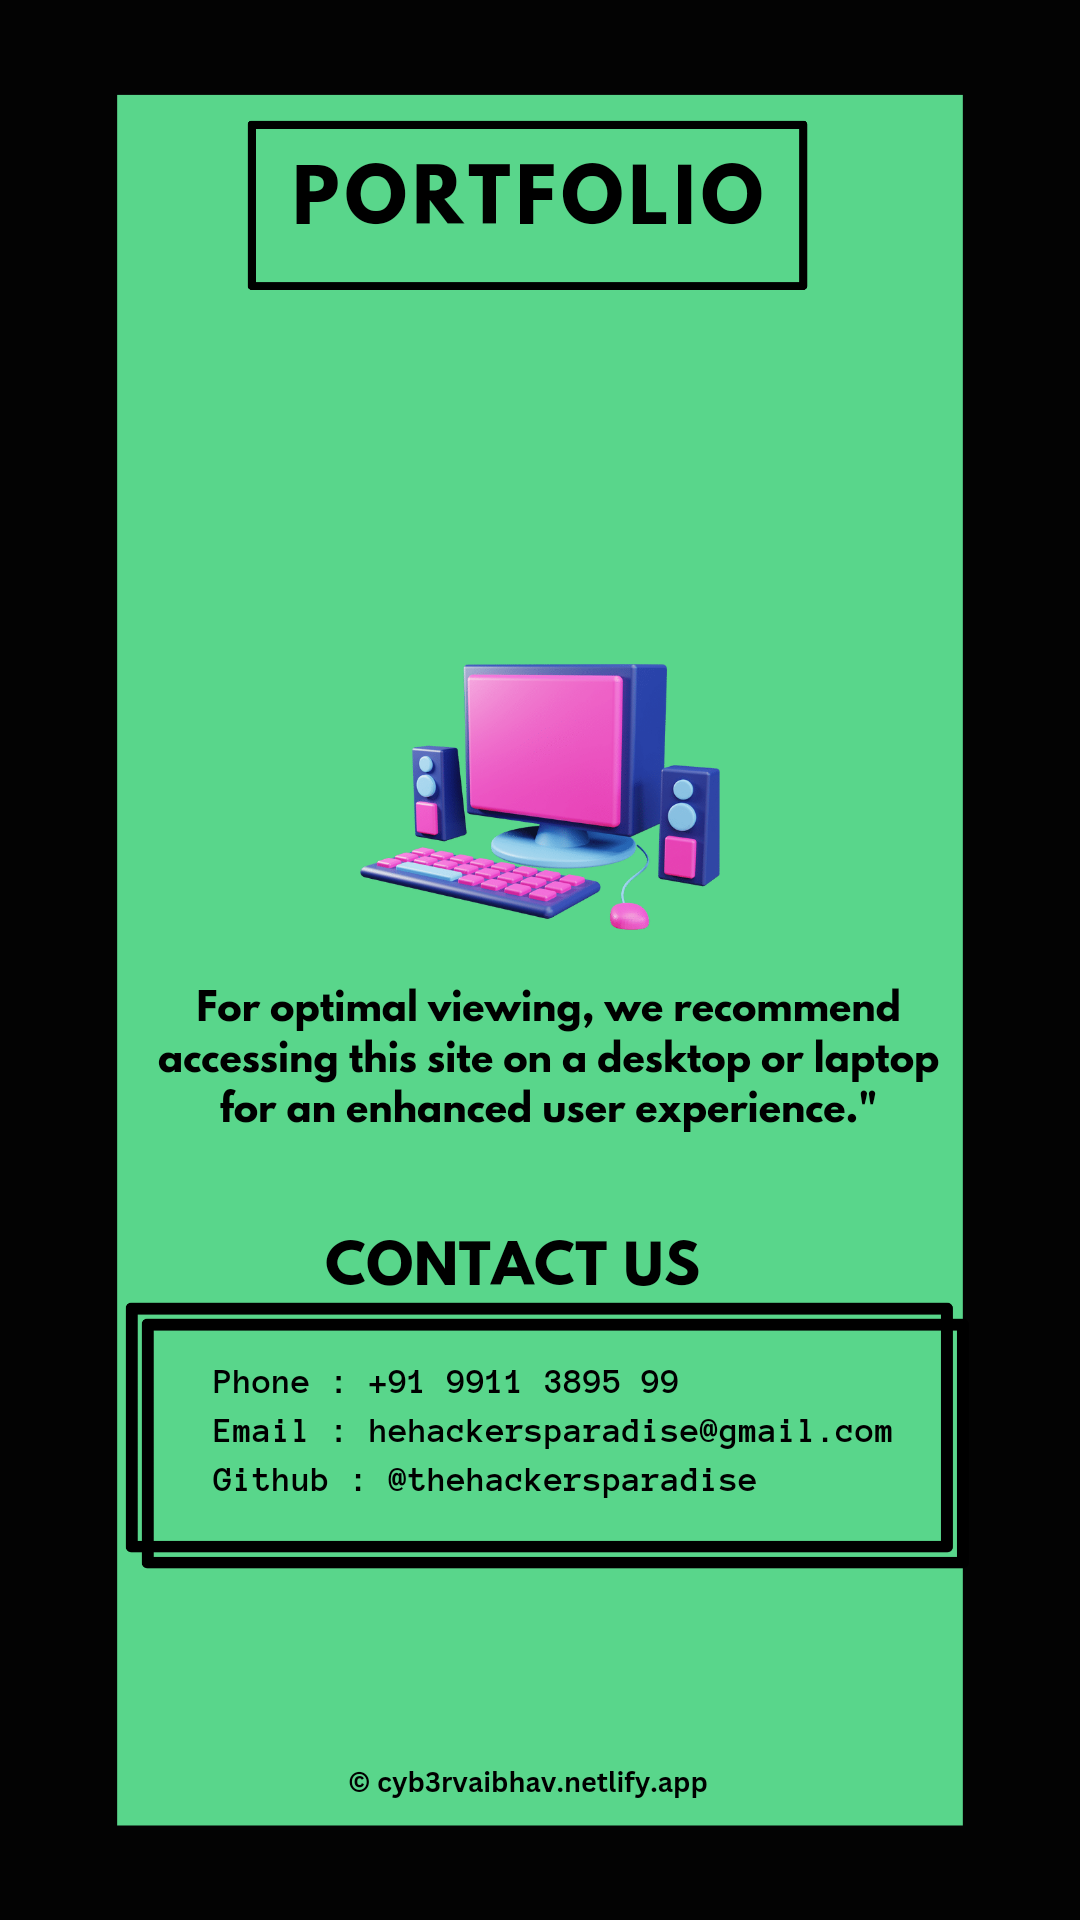 PORTFOLIO
For optimal viewing, we recommend
accessing this site on a desktop or laptop
for an enhanced user experience."
CONTACT US
Phone : +91 9911 3895 99
Email : hehackersparadise@gmail.com
Github : @thehackersparadise
© cyb3rvaibhav.netlify.app